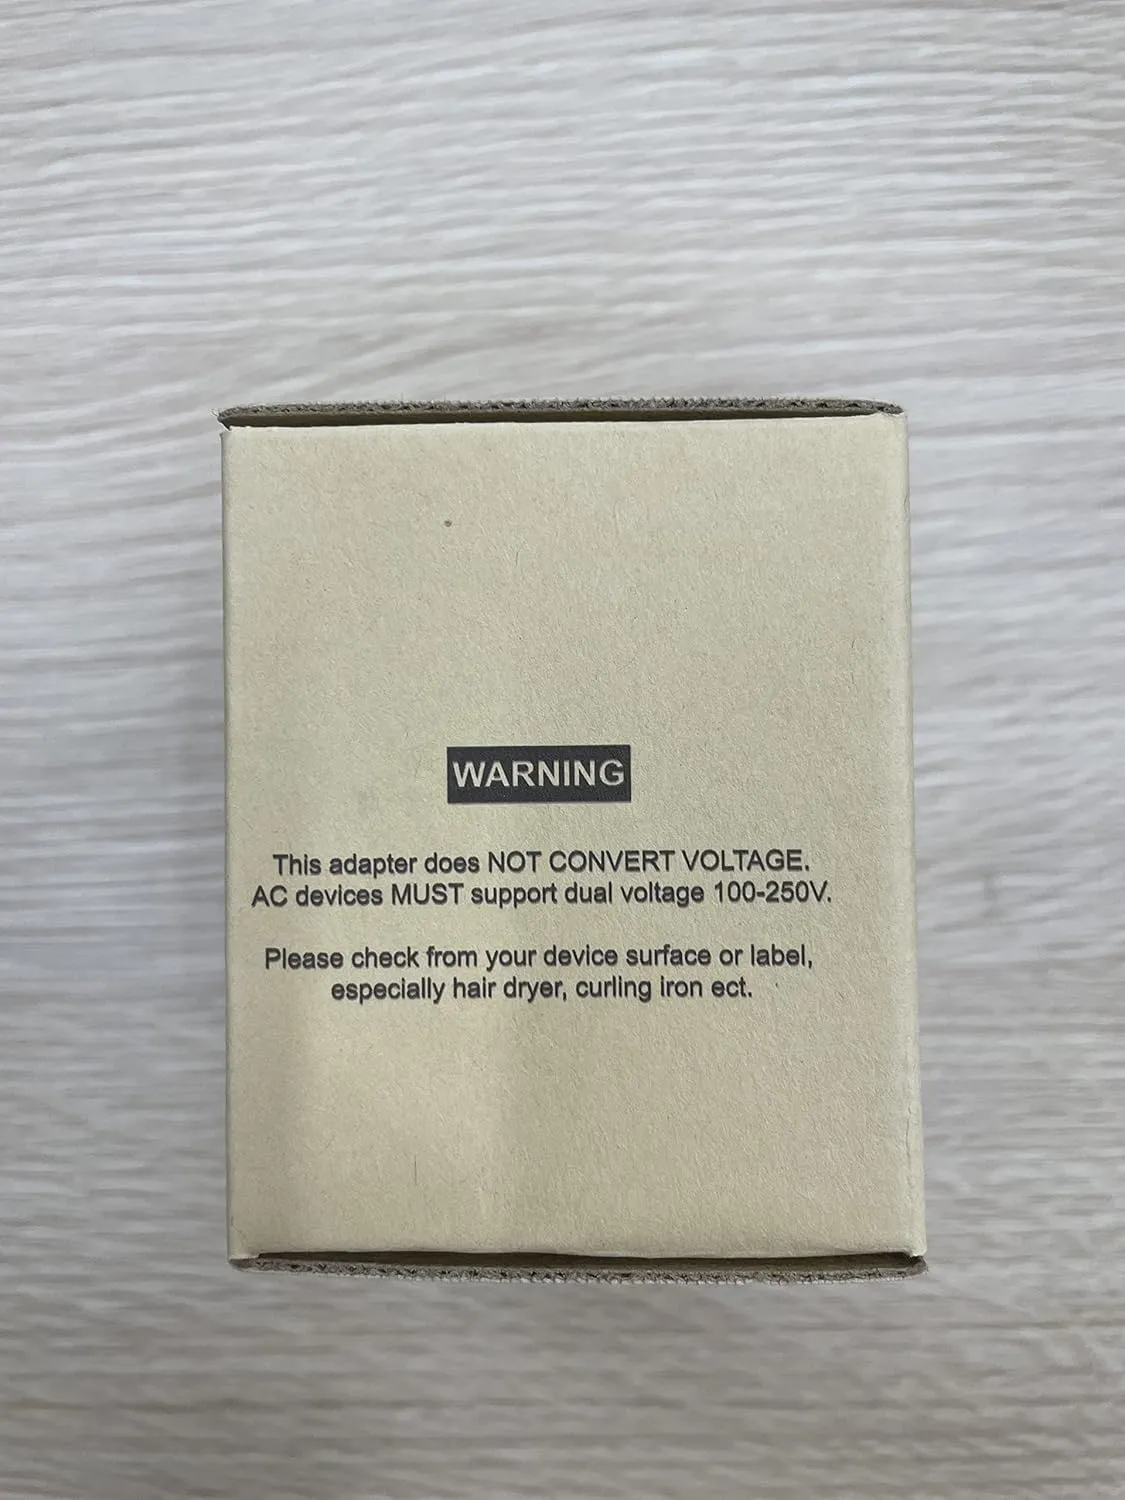 WARNING
This adapter does NOT CONVERT VOLTAGE.
AC devices MUST support dual voltage 100-250V.
Please check from your device surface or label,
especially hair dryer, curling iron ect.